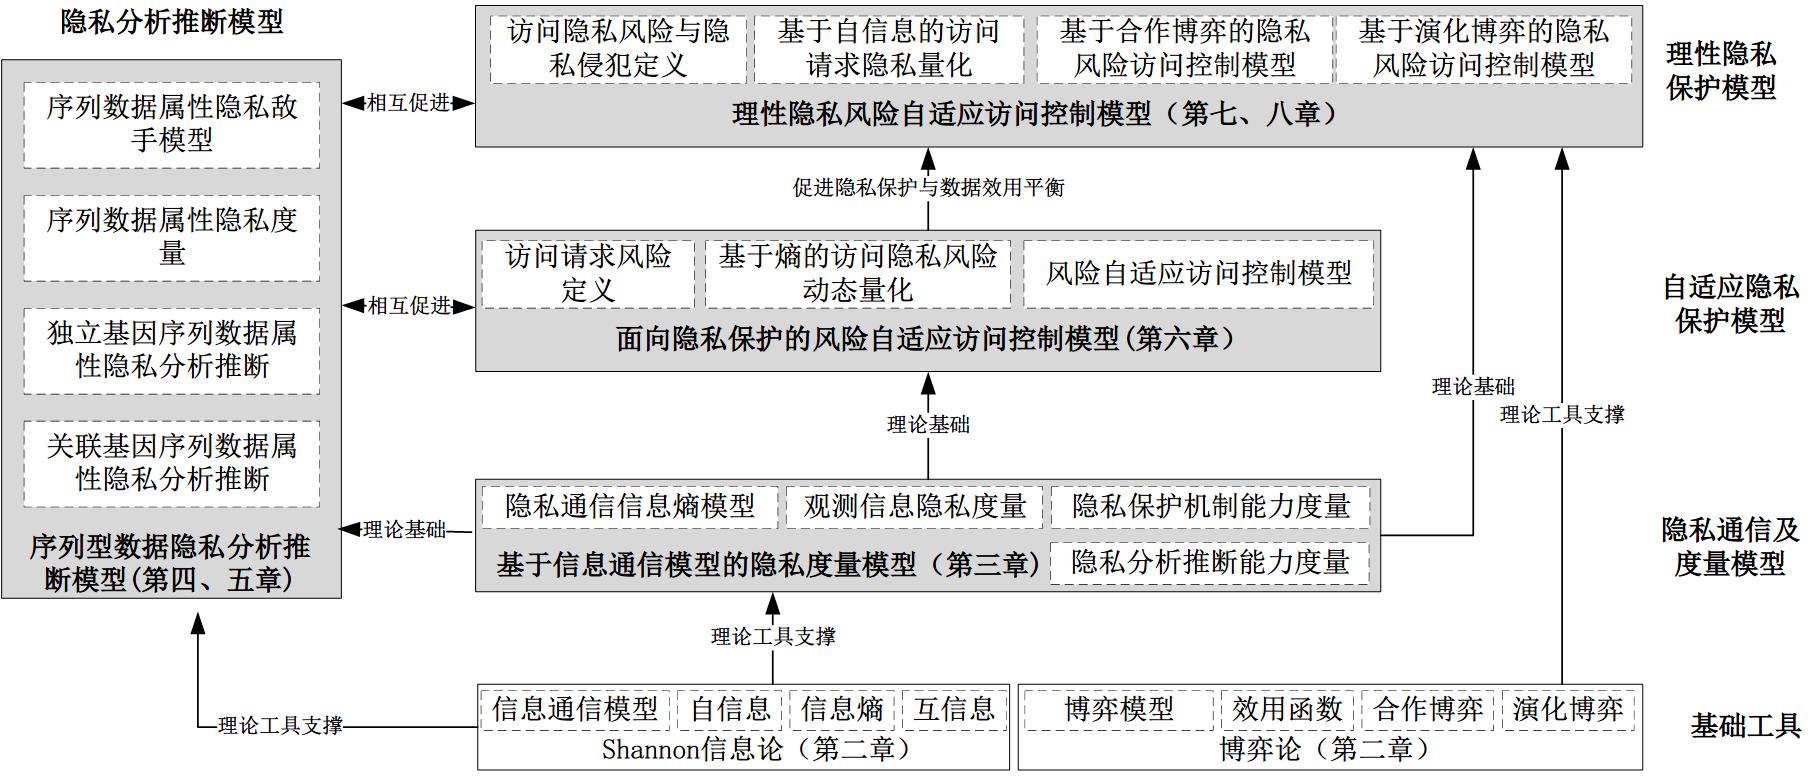 隐私分析推断模型
序列数据属性隐私敌
手模型
序列数据属性隐私度
量
独立基因序列数据属
性隐私分析推断
关联基因序列数据属
性隐私分析推断
序列型数据隐私分析推
断模型(第四、五章)
相互促进
相互促进
理论基础
理论工具支撑
访问隐私风险与隐
私侵犯定义
基于自信息的访问
请求隐私量化
基于合作博弈的隐私
风险访问控制模型
基于演化博弈的隐私
风险访问控制模型
理性隐私风险自适应访问控制模型（第七、八章）
理性隐私
保护模型
促进隐私保护与数据效用平衡
访问请求风险
定义
基于熵的访问隐私风险
动态量化
风险自适应访问控制模型
面向隐私保护的风险自适应访问控制模型(第六章）
自适应隐私
保护模型
理论基础
理论基础
理论工具支撑
隐私通信信息熵模型
观测信息隐私度量
隐私保护机制能力度量
基于信息通信模型的隐私度量模型（第三章)
隐私分析推断能力度量
隐私通信及
度量模型
理论工具支撑
信息通信模型
自信息
信息熵
互信息
Shannon信息论（第二章）
博弈模型
效用函数
合作博弈
演化博弈
博弈论（第二章）
基础工具